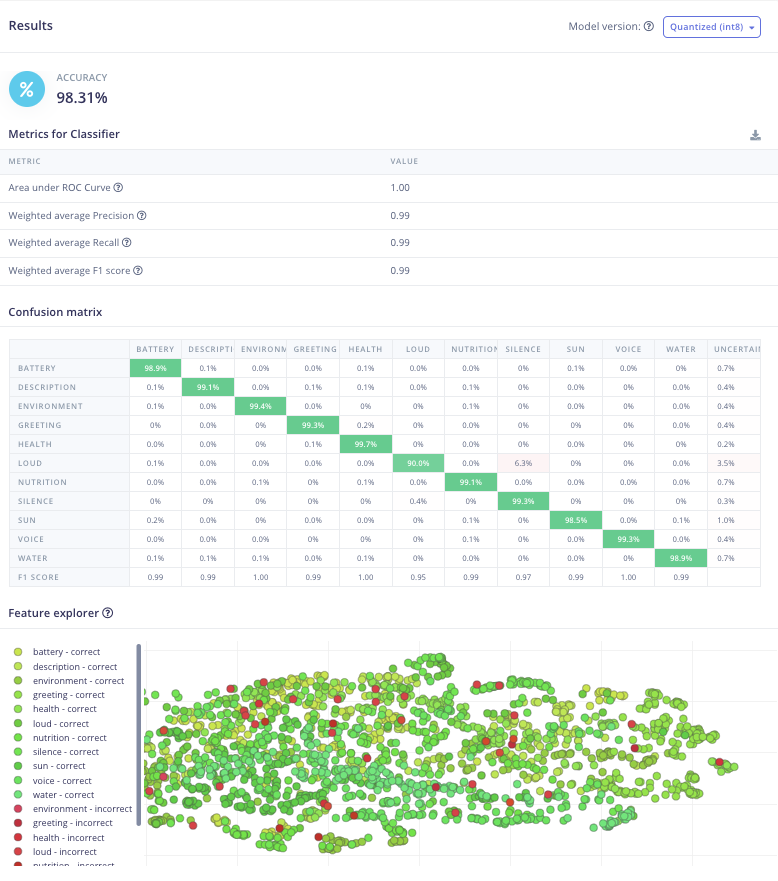 Results
Model version: Quantized (int8)
%
ACCURACY
98.31%
Metrics for Classifier
METRIC VALUE
Area under ROC Curve ? 1.00
Weighted average Precision ? 0.99
Weighted average Recall ? 0.99
Weighted average F1 score ? 0.99
Confusion matrix
BATTERY DESCRIPTI ENVIRONM GREETING HEALTH LOUD NUTRITION SILENCE SUN VOICE WATER UNCERTAIN
BATTERY 98.9% 0.1% 0.0% 0.0% 0.1% 0.0% 0.0% 0% 0.1% 0.0% 0% 0.7%
DESCRIPTION 0.1% 99.1% 0.0% 0.1% 0.1% 0.0% 0.1% 0% 0.0% 0.0% 0% 0.4%
ENVIRONMENT 0.1% 0.0% 99.4% 0.0% 0% 0% 0.1% 0% 0.0% 0.0% 0% 0.4%
GREETING 0% 0.0% 0% 99.3% 0.2% 0.0% 0.0% 0% 0.0% 0.0% 0% 0.4%
HEALTH 0.0% 0.0% 0% 0.1% 99.7% 0% 0.0% 0% 0% 0.0% 0% 0.2%
LOUD 0.1% 0.0% 0.0% 0.0% 0.0% 90.0% 0.0% 6.3% 0% 0% 0.0% 3.5%
NUTRITION 0.0% 0.0% 0.1% 0% 0.1% 0.0% 99.1% 0.0% 0.0% 0.0% 0.0% 0.7%
SILENCE 0% 0% 0% 0% 0% 0.4% 0% 99.3% 0% 0% 0% 0.3%
SUN 0.2% 0.0% 0% 0.0% 0.0% 0% 0.1% 0% 98.5% 0.0% 0.1% 1.0%
VOICE 0.0% 0.0% 0.0% 0.0% 0.0% 0% 0.1% 0% 0.0% 99.3% 0.0% 0.4%
WATER 0.1% 0.1% 0.1% 0% 0.1% 0% 0.0% 0% 0.0% 0% 98.9% 0.7%
F1 SCORE 0.99 0.99 1.00 0.99 1.00 0.95 0.99 0.97 0.99 1.00 0.99
Feature explorer ?
battery - correct
description - correct
environment - correct
greeting - correct
health - correct
loud - correct
nutrition - correct
silence - correct
sun - correct
voice - correct
water - correct
environment - incorrect
greeting - incorrect
health - incorrect
loud - incorrect
nutrition - incorrect